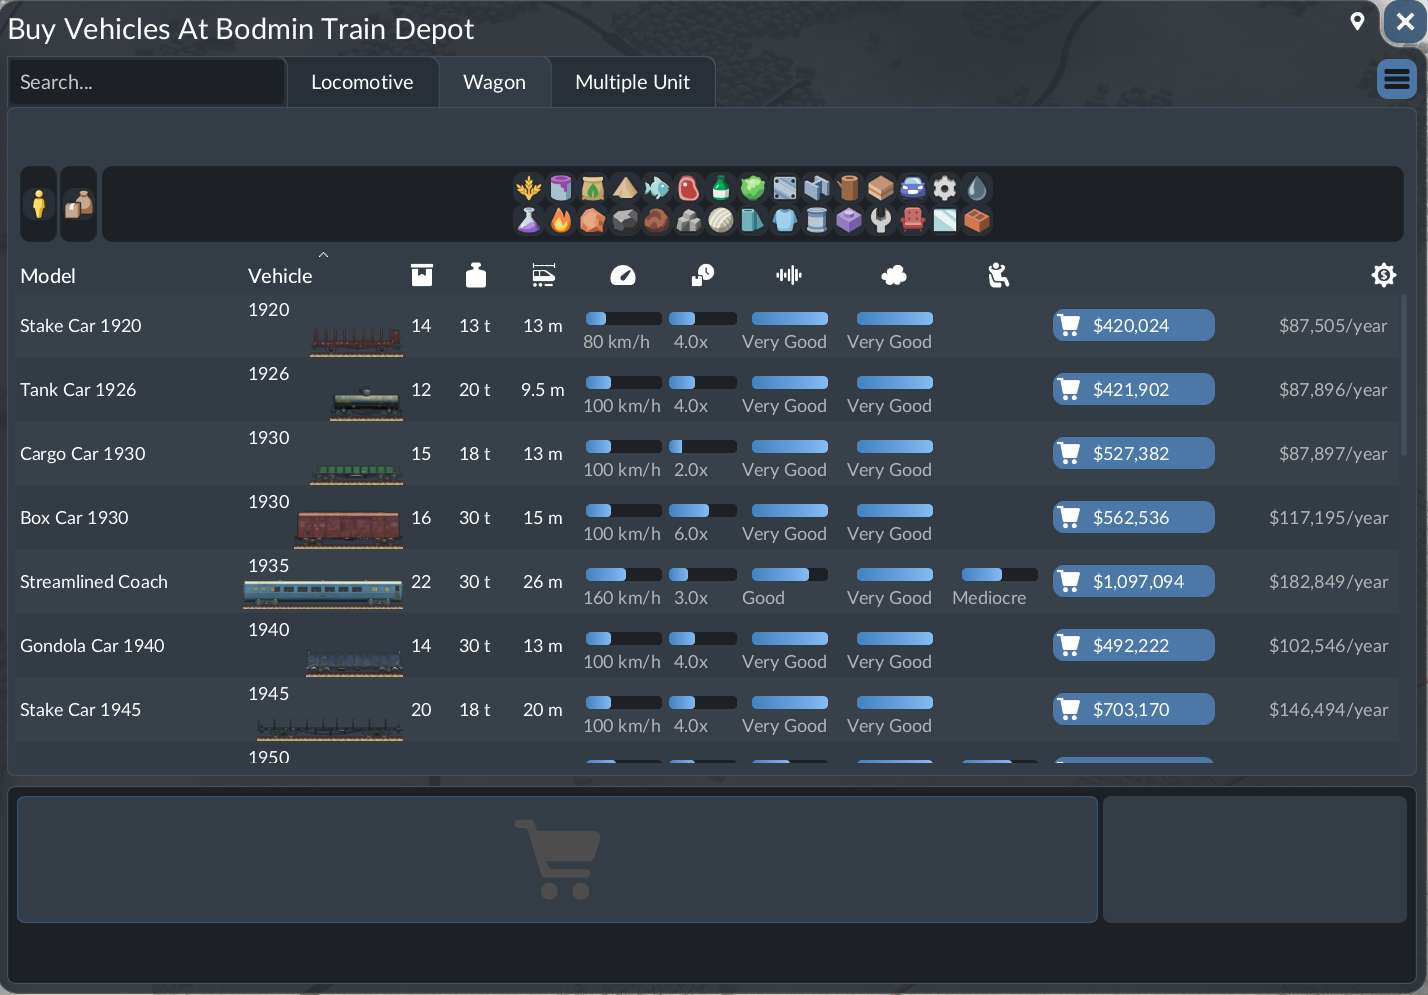 Buy Vehicles At Bodmin Train Depot
Search... Locomotive Wagon Multiple Unit
Model Vehicle
Stake Car 1920 1920 14 13 t 13 m 80 km/h 4.0x Very Good Very Good $420,024 $87,505/year
Tank Car 1926 1926 12 20 t 9.5 m 100 km/h 4.0x Very Good Very Good $421,902 $87,896/year
Cargo Car 1930 1930 15 18 t 13 m 100 km/h 2.0x Very Good Very Good $527,382 $87,897/year
Box Car 1930 1930 16 30 t 15 m 100 km/h 6.0x Very Good Very Good $562,536 $117,195/year
Streamlined Coach 1935 22 30 t 26 m 160 km/h 3.0x Good Very Good Mediocre $1,097,094 $182,849/year
Gondola Car 1940 1940 14 30 t 13 m 100 km/h 4.0x Very Good Very Good $492,222 $102,546/year
Stake Car 1945 1945 20 18 t 20 m 100 km/h 4.0x Very Good Very Good $703,170 $146,494/year
1950